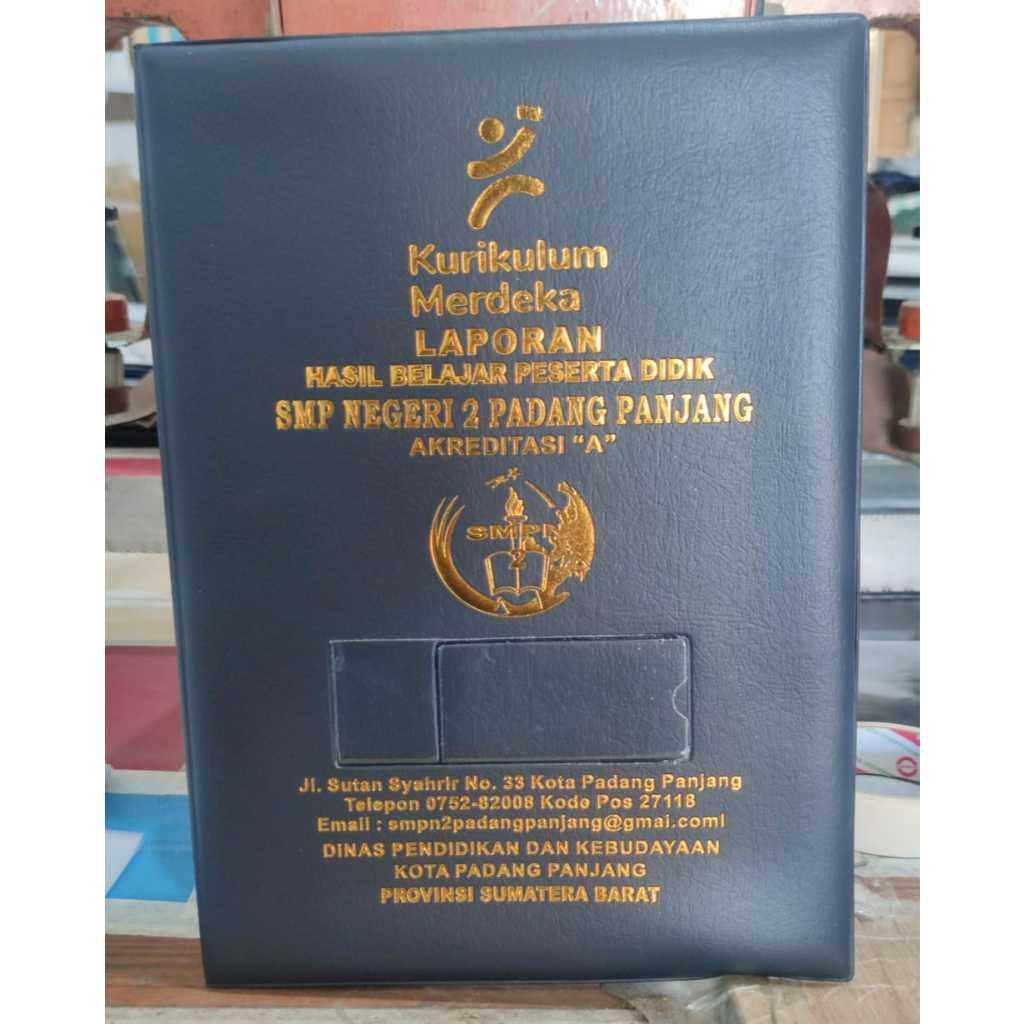 Kurikulum
Merdeka
LAPORAN
HASIL BELAJAR PESERTA DIDIK
SMP NEGERI 2 PADANG PANJANG
AKREDITASI "A"
SMPN
2
Jl. Sutan Syahrir No. 33 Kota Padang Panjang
Telepon 0752-82008 Kode Pos 27118
Email : smpn2padangpanjang@gmai.coml
DINAS PENDIDIKAN DAN KEBUDAYAAN
KOTA PADANG PANJANG
PROVINSI SUMATERA BARAT